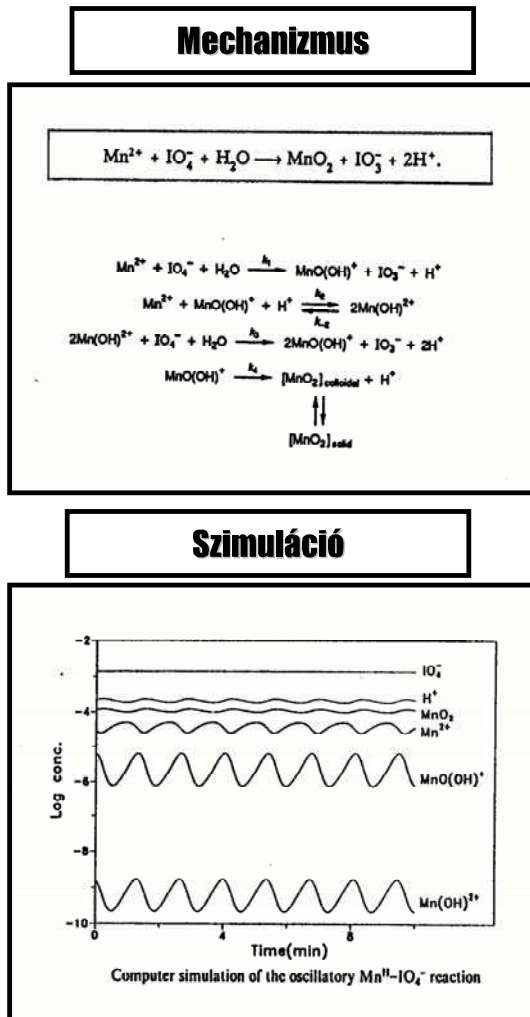 Mechanizmus
Mn²⁺ + IO₄⁻ + H₂O ⟶ MnO₂ + IO₃⁻ + 2H⁺.
Mn²⁺ + IO₄⁻ + H₂O —k₁→ MnO(OH)⁺ + IO₃⁻ + H⁺
Mn²⁺ + MnO(OH)⁺ + H⁺ k₂ ⇌ k₋₂ 2Mn(OH)²⁺
2Mn(OH)²⁺ + IO₄⁻ + H₂O —k₃→ 2MnO(OH)⁺ + IO₃⁻ + 2H⁺
MnO(OH)⁺ —k₄→ [MnO₂]colloidal + H⁺
↑↓
[MnO₂]solid
Szimuláció
-2
IO₄⁻
H⁺
-4
MnO₂
Mn²⁺
Log conc.
-6
MnO(OH)⁺
-8
Mn(OH)²⁺
-10
0 4 8
Time(min)
Computer simulation of the oscillatory Mnᴵᴵ–IO₄⁻ reaction